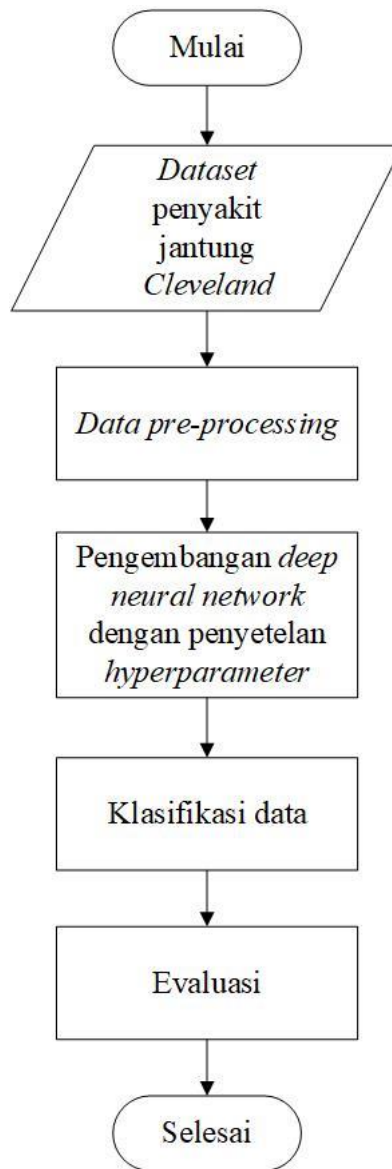 Mulai
Dataset
penyakit
jantung
Cleveland
Data pre-processing
Pengembangan deep
neural network
dengan penyetelan
hyperparameter
Klasifikasi data
Evaluasi
Selesai